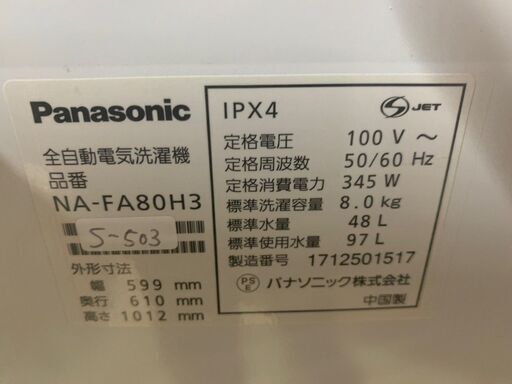 Panasonic
全自動電気洗濯機
品番
NA-FA80H3
S-503
外形寸法
幅 599 mm
奥行 610 mm
高さ 1012 mm
IPX4
S JET
定格電圧 100 V ～
定格周波数 50/60 Hz
定格消費電力 345 W
標準洗濯容量 8.0 kg
標準水量 48 L
標準使用水量 97 L
製造番号 1712501517
PS E パナソニック株式会社
中国製